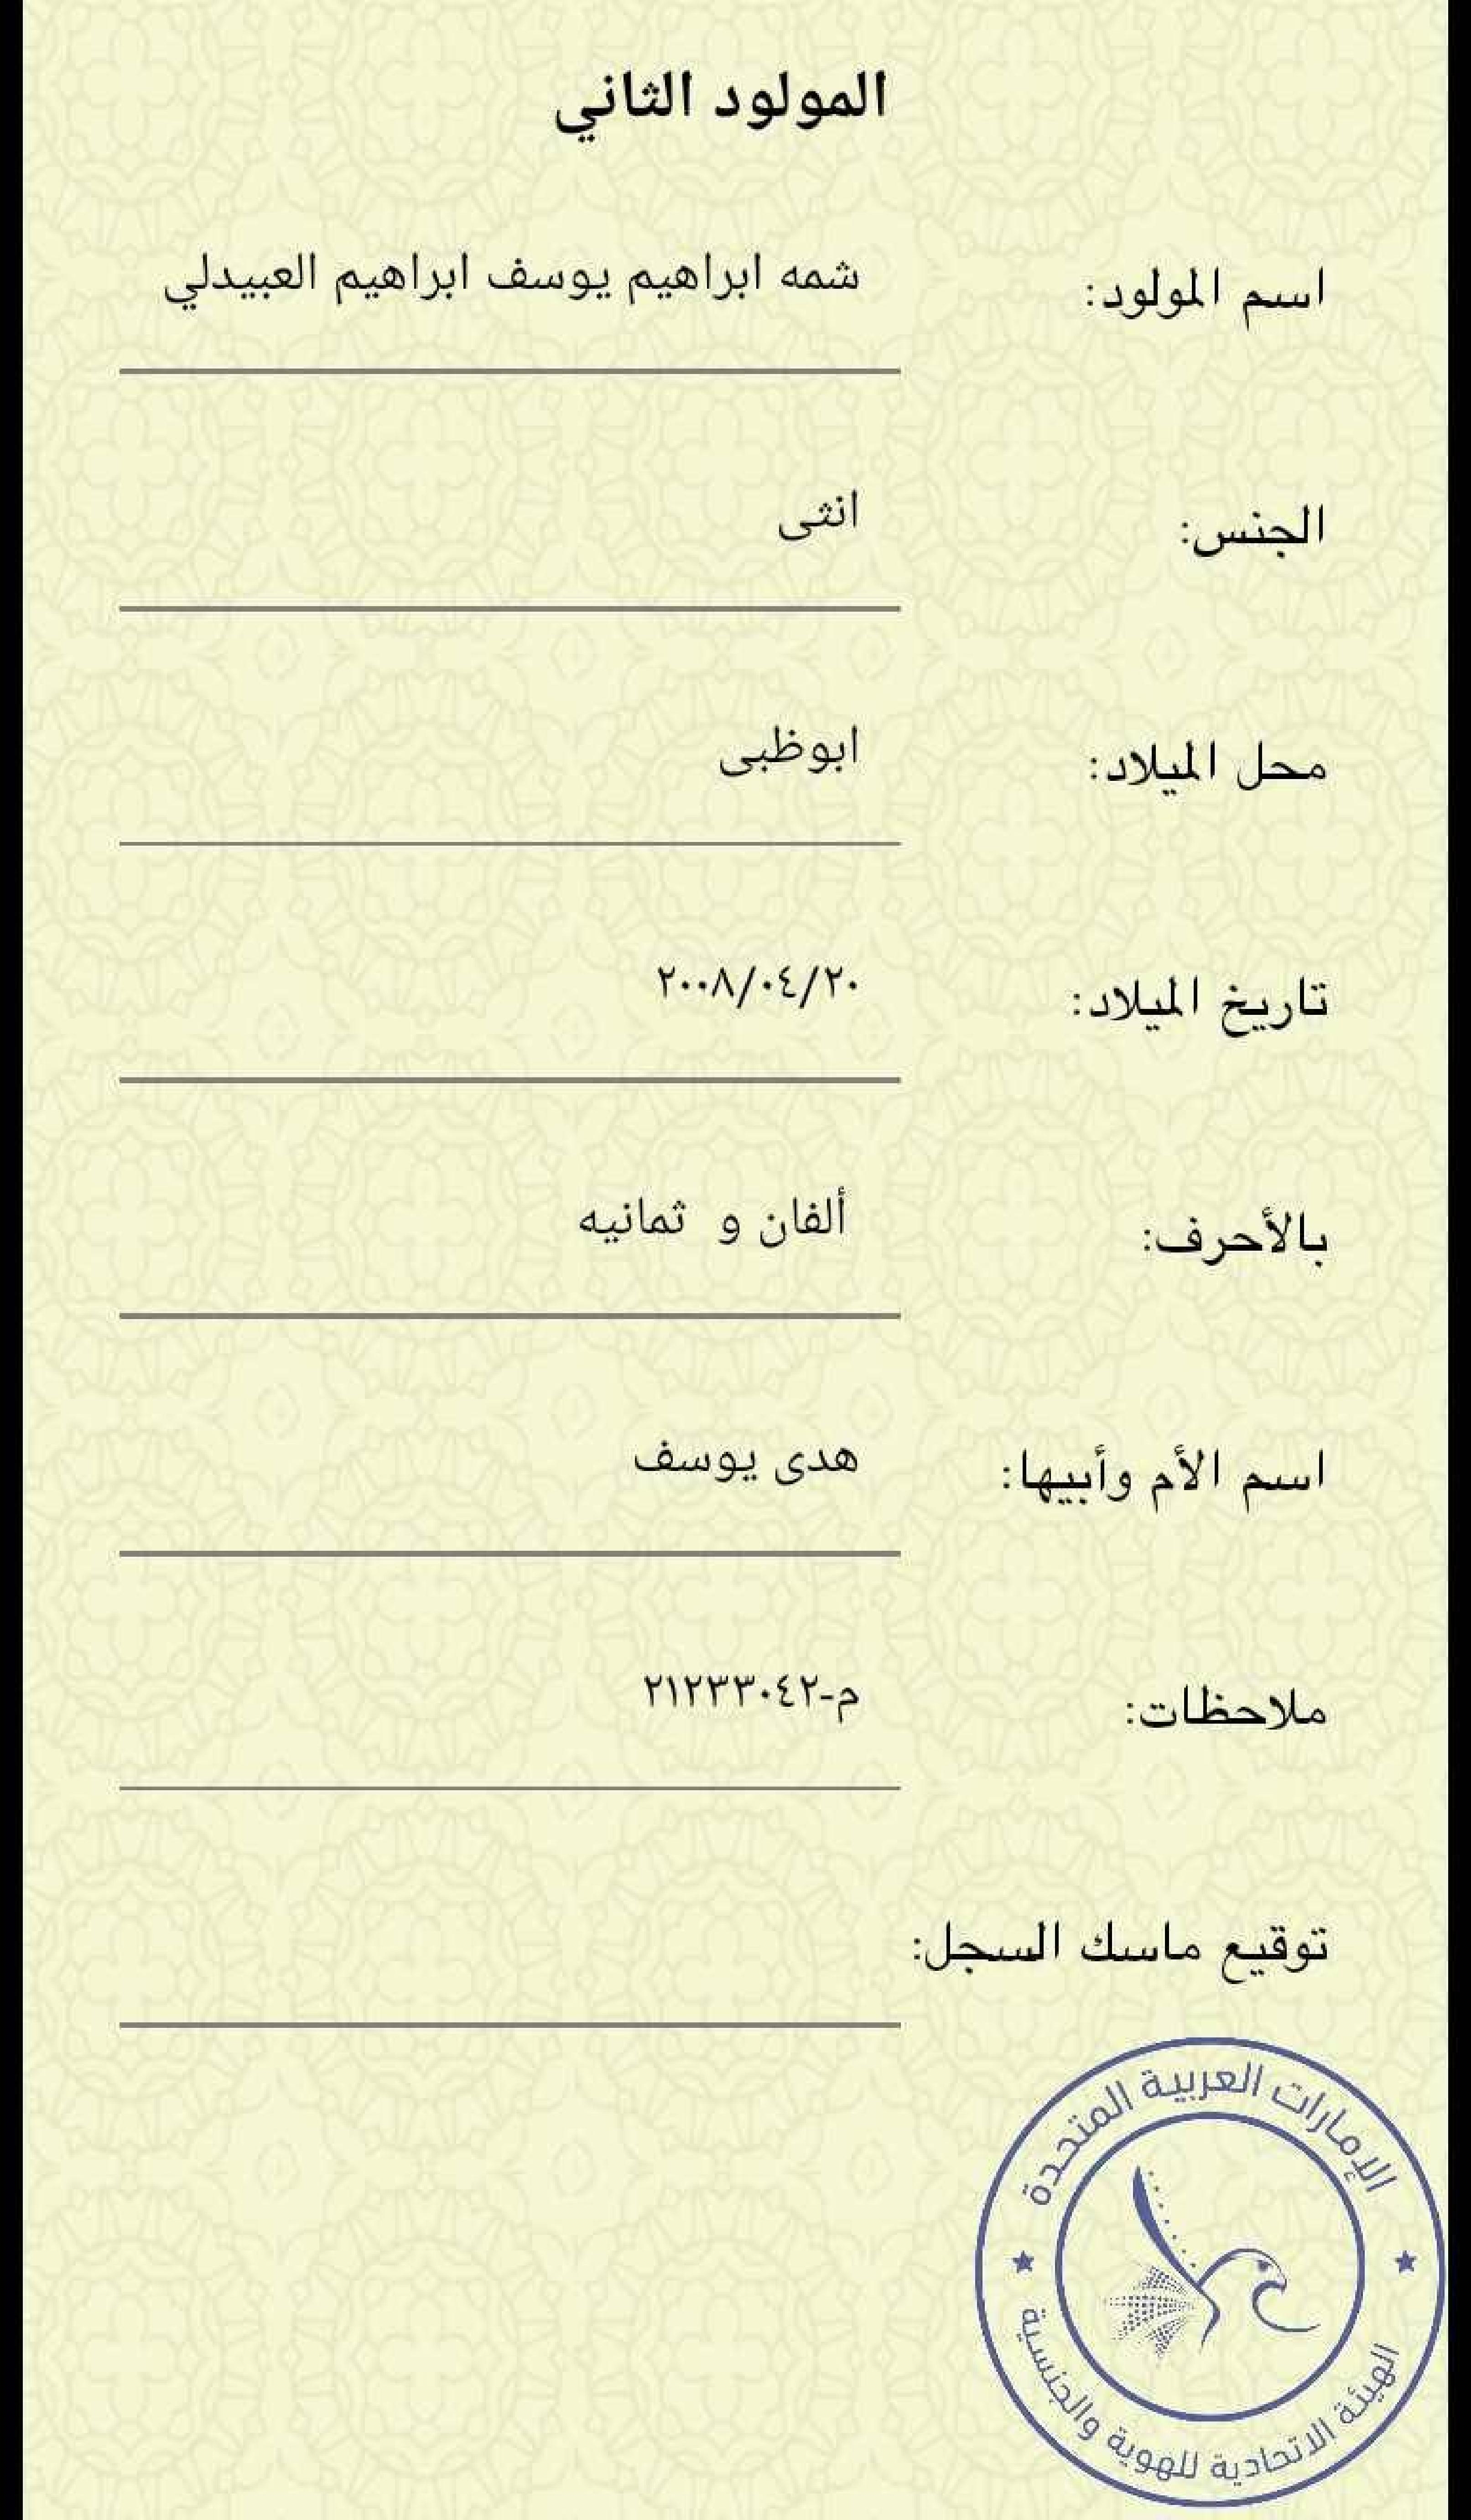 المولود الثاني
اسم المولود: شمه ابراهيم يوسف ابراهيم العبيدلي
الجنس: انثى
محل الميلاد: ابوظبى
تاريخ الميلاد: ٢٠٠٨/٠٤/٢٠
بالأحرف: ألفان و ثمانيه
اسم الأم وأبيها: هدى يوسف
ملاحظات: م-٢١٢٣٣٠٤٢
توقيع ماسك السجل:
الإمارات العربية المتحدة
الهيئة الاتحادية للهوية والجنسية